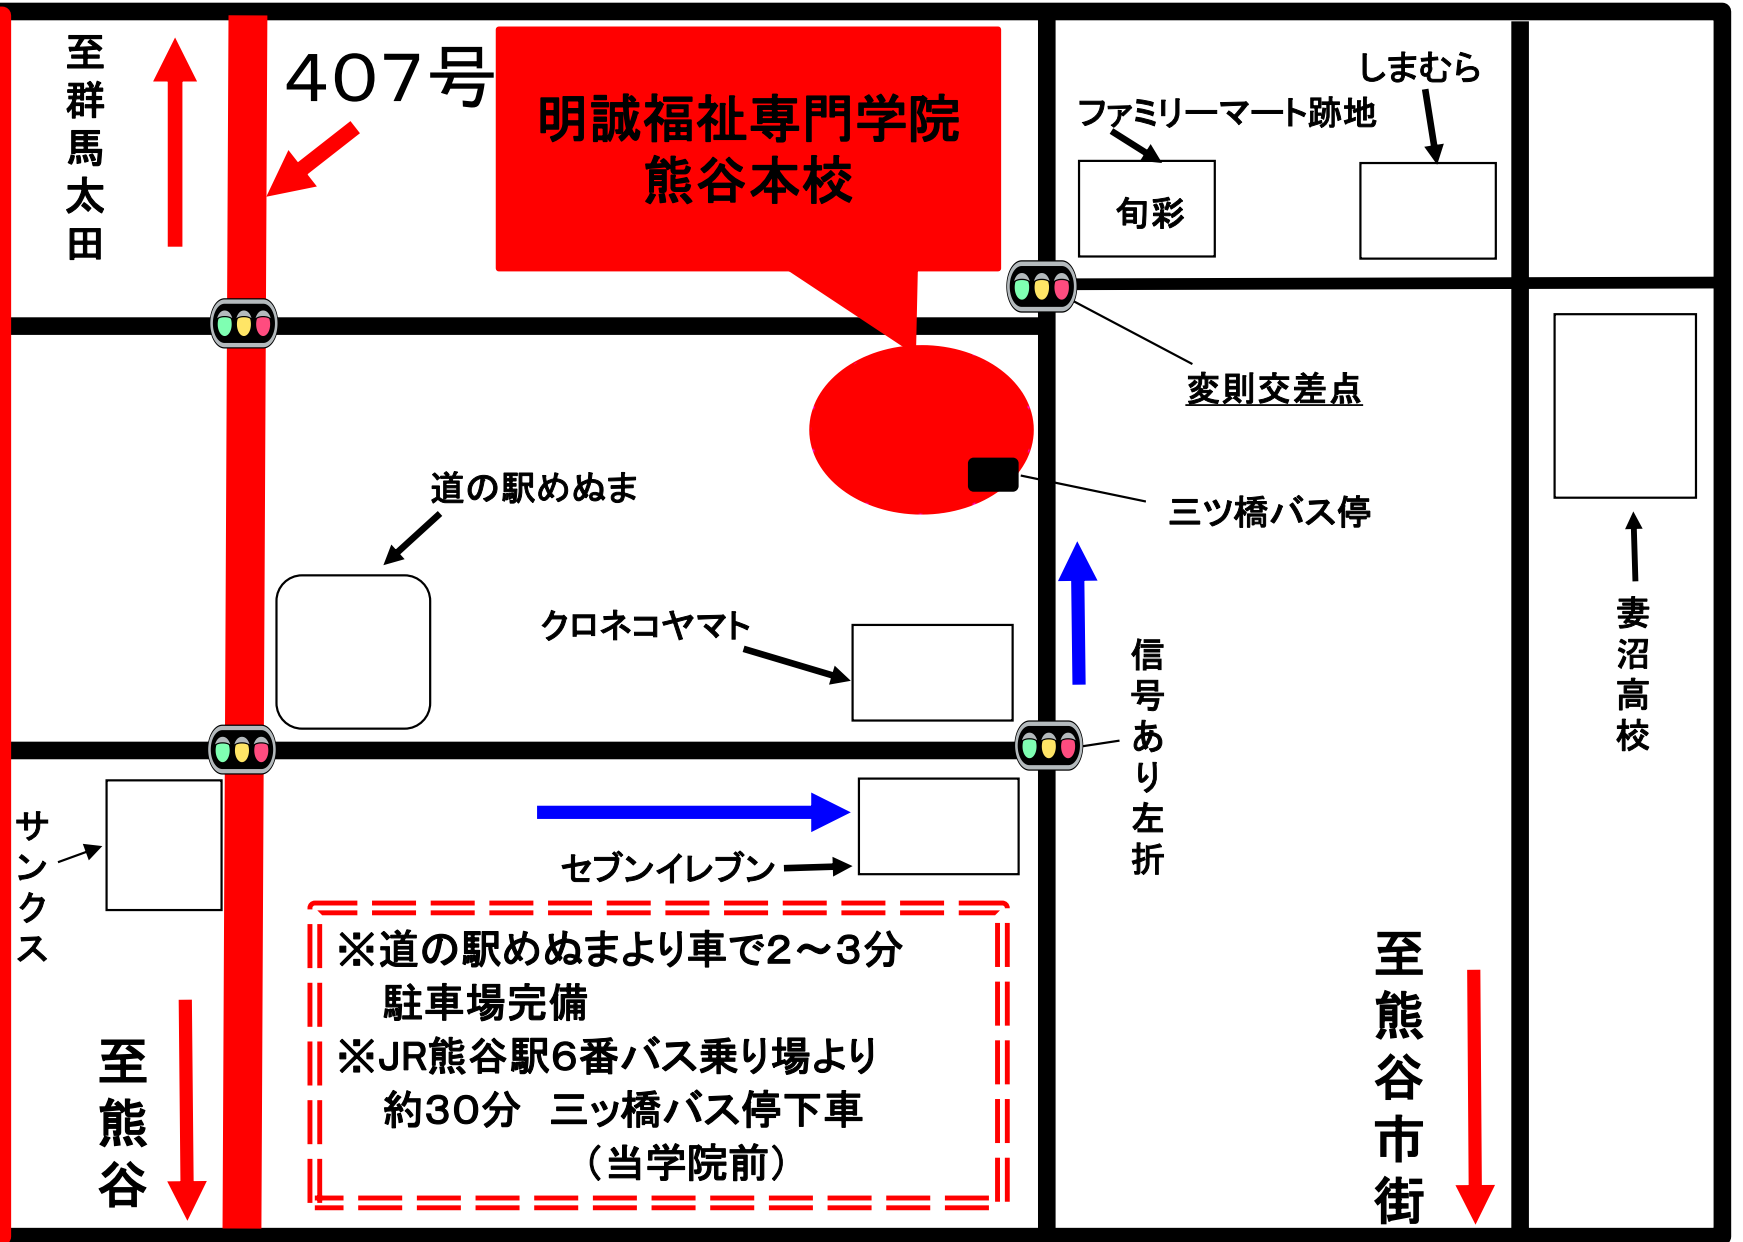 至群馬太田
407号
明誠福祉専門学院
熊谷本校
しまむら
ファミリーマート跡地
旬彩
変則交差点
道の駅めぬま
三ツ橋バス停
クロネコヤマト
信号あり左折
妻沼高校
サンクス
セブンイレブン
※道の駅めぬまより車で2～3分
駐車場完備
※JR熊谷駅6番バス乗り場より
約30分　三ッ橋バス停下車
（当学院前）
至熊谷
至熊谷市街